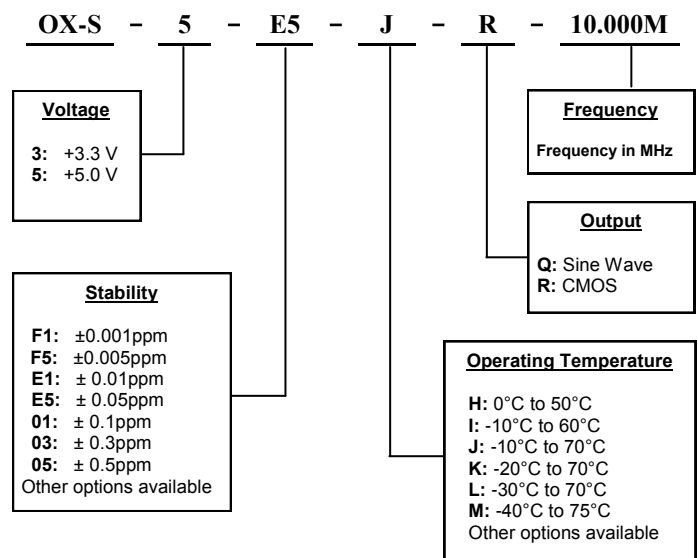 OX-S – 5 – E5 – J – R – 10.000M
Voltage
3: +3.3 V
5: +5.0 V
Frequency
Frequency in MHz
Output
Q: Sine Wave
R: CMOS
Stability
F1: ±0.001ppm
F5: ±0.005ppm
E1: ± 0.01ppm
E5: ± 0.05ppm
01: ± 0.1ppm
03: ± 0.3ppm
05: ± 0.5ppm
Other options available
Operating Temperature
H: 0°C to 50°C
I: -10°C to 60°C
J: -10°C to 70°C
K: -20°C to 70°C
L: -30°C to 70°C
M: -40°C to 75°C
Other options available